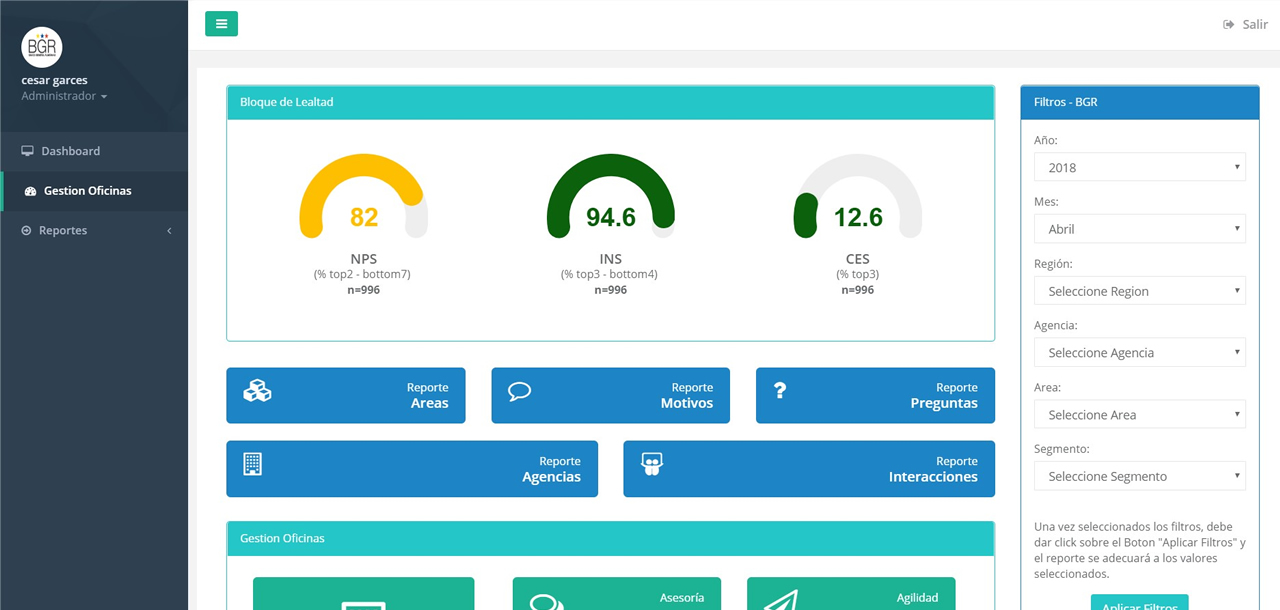 BGR
cesar garces
Administrador
Dashboard
Gestion Oficinas
Reportes
Salir
Bloque de Lealtad
82
NPS
(% top2 - bottom7)
n=996
94.6
INS
(% top3 - bottom4)
n=996
12.6
CES
(% top3)
n=996
Reporte
Areas
Reporte
Motivos
Reporte
Preguntas
Reporte
Agencias
Reporte
Interacciones
Gestion Oficinas
Asesoría
Agilidad
Filtros - BGR
Año:
2018
Mes:
Abril
Región:
Seleccione Region
Agencia:
Seleccione Agencia
Area:
Seleccione Area
Segmento:
Seleccione Segmento
Una vez seleccionados los filtros, debe
dar click sobre el Boton "Aplicar Filtros" y
el reporte se adecuará a los valores
seleccionados.
Aplicar Filtros